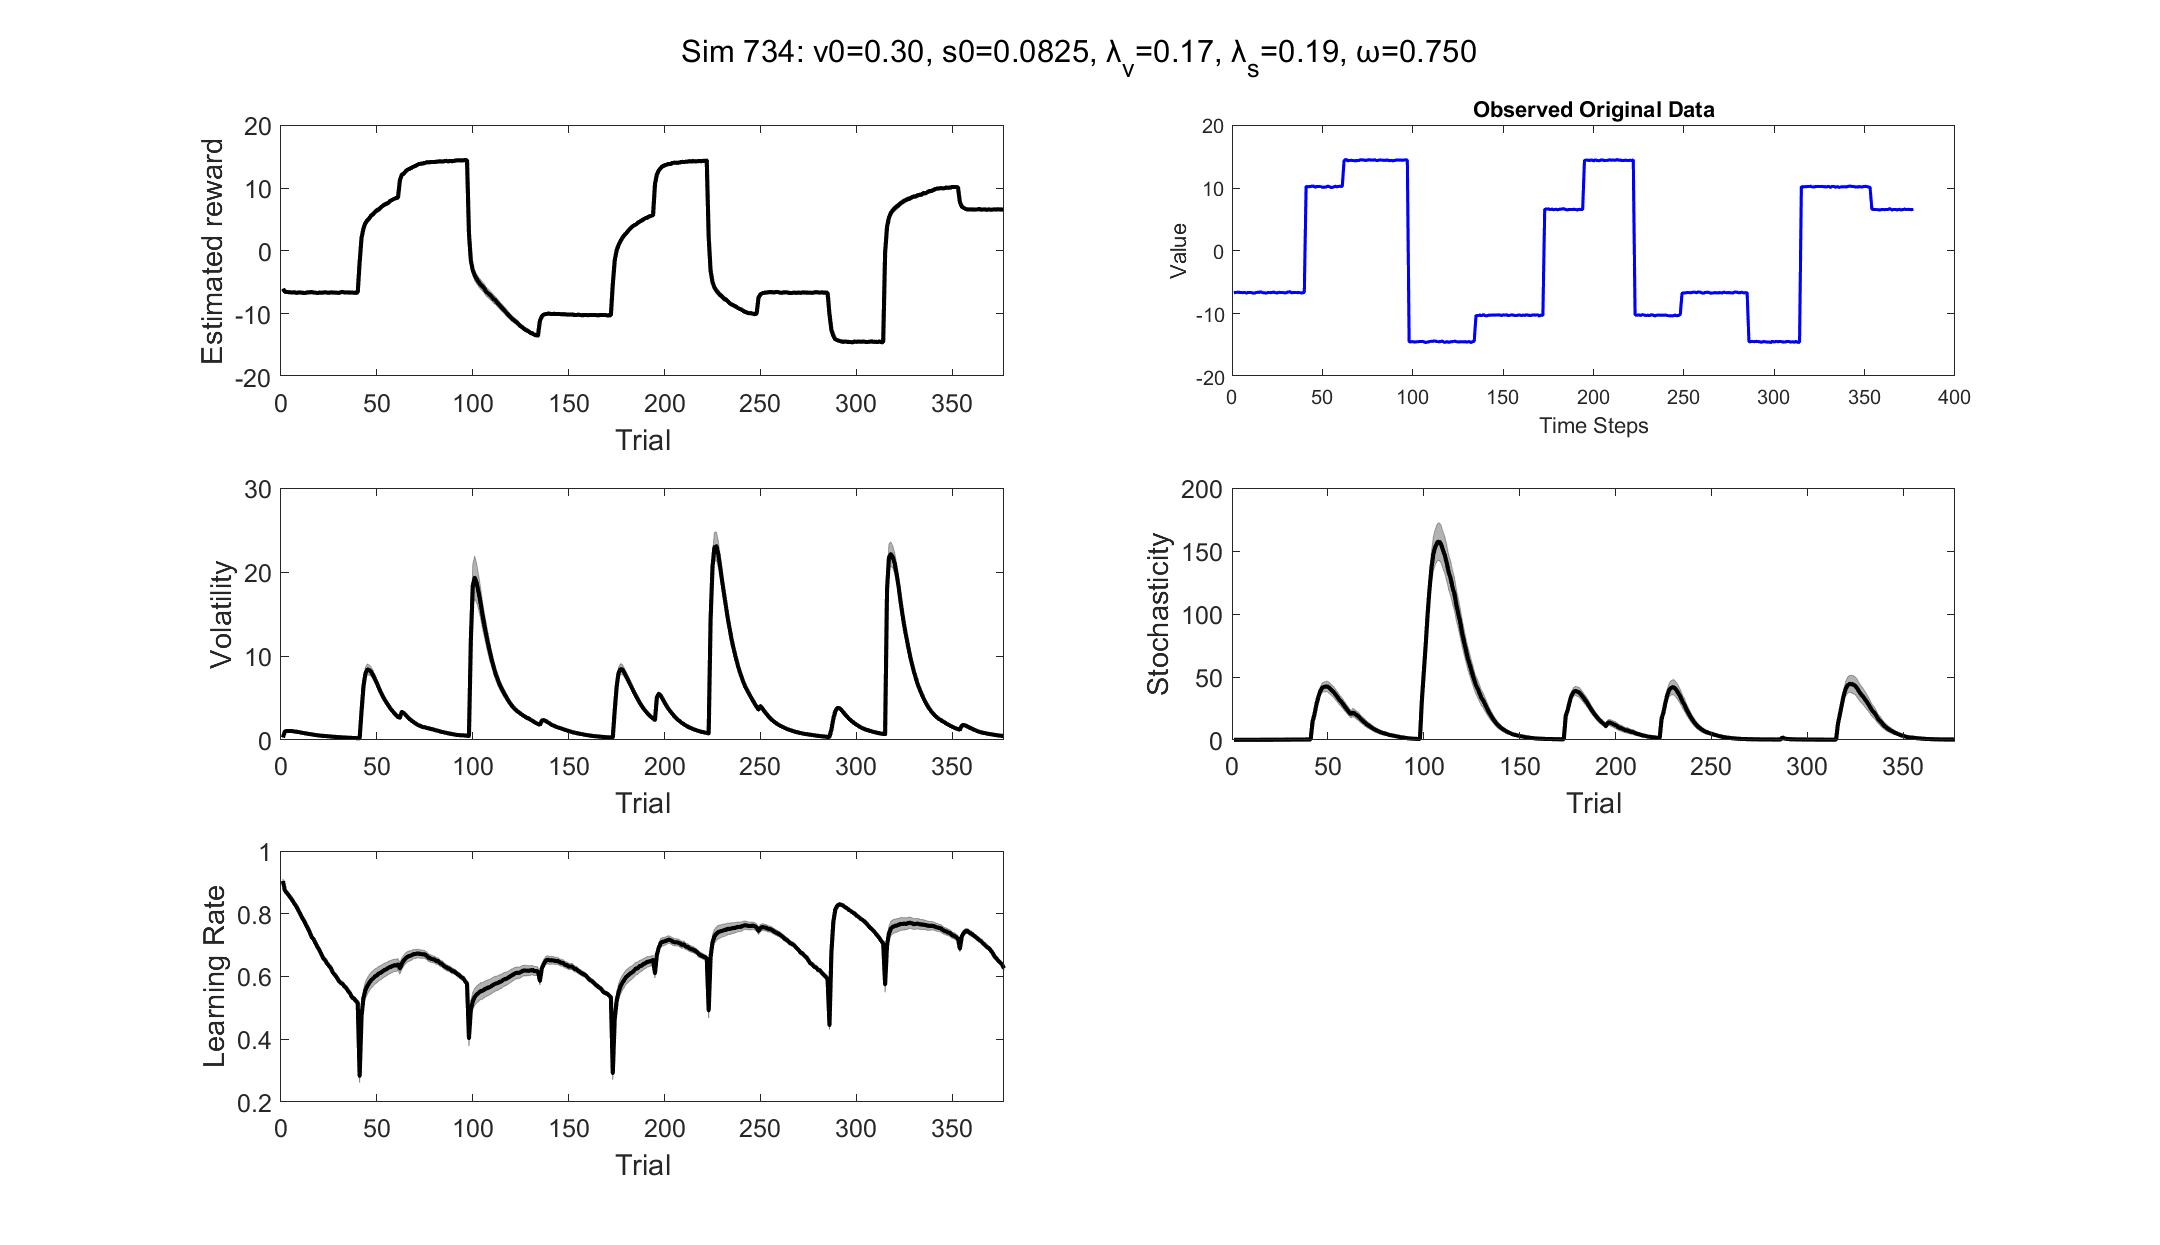 Sim 734: v0=0.30, s0=0.0825, λv=0.17, λs=0.19, ω=0.750
20
10
0
-10
-20
Estimated reward
0 50 100 150 200 250 300 350
Trial
Observed Original Data
20
10
0
-10
-20
Value
0 50 100 150 200 250 300 350 400
Time Steps
30
20
10
0
Volatility
0 50 100 150 200 250 300 350
Trial
200
150
100
50
0
Stochasticity
0 50 100 150 200 250 300 350
Trial
1
0.8
0.6
0.4
0.2
Learning Rate
0 50 100 150 200 250 300 350
Trial